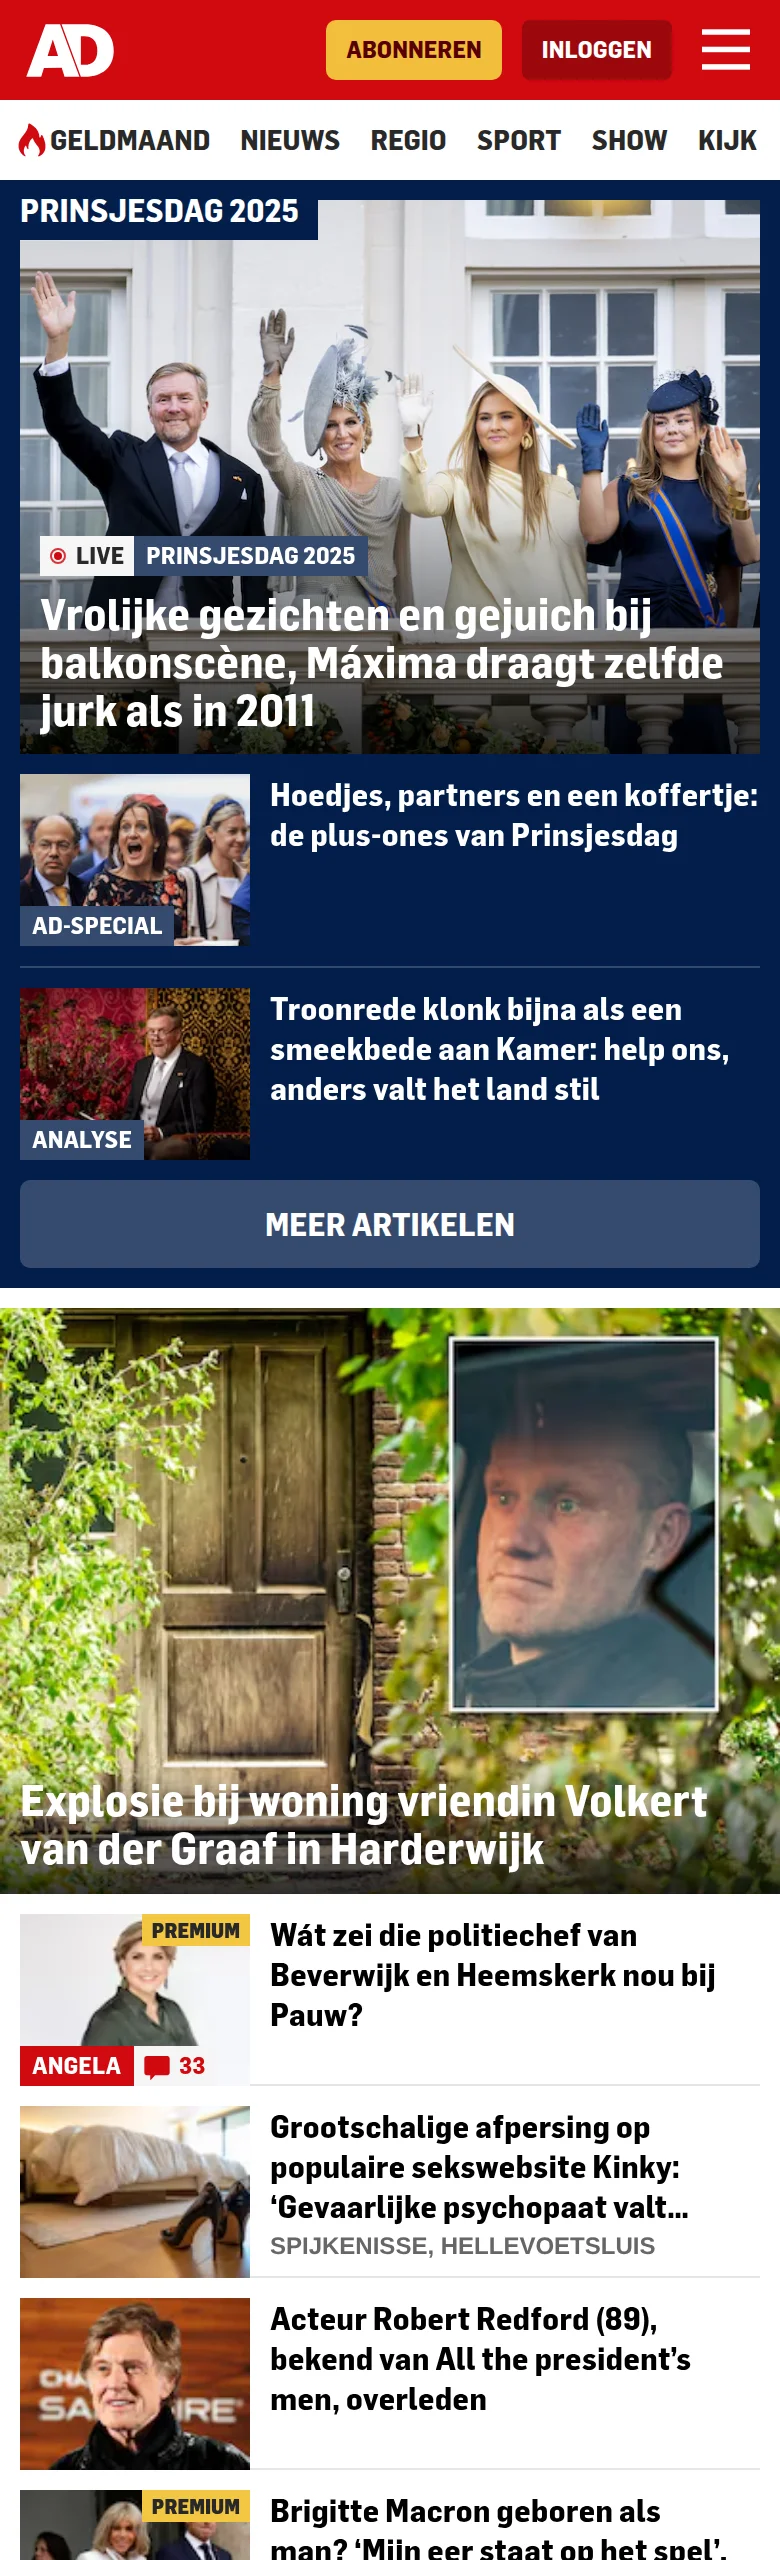 AD
ABONNEREN
INLOGGEN
GELDMAAND NIEUWS REGIO SPORT SHOW KIJK
PRINSJESDAG 2025
LIVE PRINSJESDAG 2025
Vrolijke gezichten en gejuich bij
balkonscène, Máxima draagt zelfde
jurk als in 2011
AD-SPECIAL
Hoedjes, partners en een koffertje:
de plus-ones van Prinsjesdag
ANALYSE
Troonrede klonk bijna als een
smeekbede aan Kamer: help ons,
anders valt het land stil
MEER ARTIKELEN
Explosie bij woning vriendin Volkert
van der Graaf in Harderwijk
PREMIUM
ANGELA 33
Wát zei die politiechef van
Beverwijk en Heemskerk nou bij
Pauw?
Grootschalige afpersing op
populaire sekswebsite Kinky:
‘Gevaarlijke psychopaat valt...
SPIJKENISSE, HELLEVOETSLUIS
Acteur Robert Redford (89),
bekend van All the president’s
men, overleden
PREMIUM
Brigitte Macron geboren als
man? ‘Mijn eer staat op het spel’,